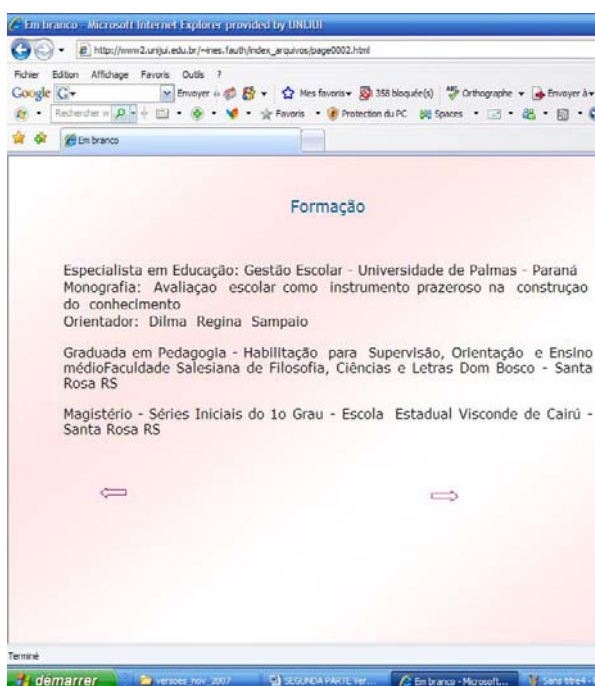 Em branco - Microsoft Internet Explorer provided by UNIJUI
http://www2.unijui.edu.br/~ines.fauth/index_arquivos/page0002.html
Fichier Edition Affichage Favoris Outils ?
Google G Envoyer Mes favoris 358 bloquée(s) Orthographe Envoyer à
Rechercher Favoris Protection du PC Spaces
Em branco
Formação
Especialista em Educação: Gestão Escolar - Universidade de Palmas - Paraná
Monografia: Avaliaçao escolar como instrumento prazeroso na construçao
do conhecimento
Orientador: Dilma Regina Sampaio
Graduada em Pedagogia - Habilitação para Supervisão, Orientação e Ensino
médioFaculdade Salesiana de Filosofia, Ciências e Letras Dom Bosco - Santa
Rosa RS
Magistério - Séries Iniciais do 1o Grau - Escola Estadual Visconde de Cairú -
Santa Rosa RS
Terminé
démarrer versoes_nov_2007 SEGUNDA PARTE Ver... Em branco - Microsoft... Sans titre4 -